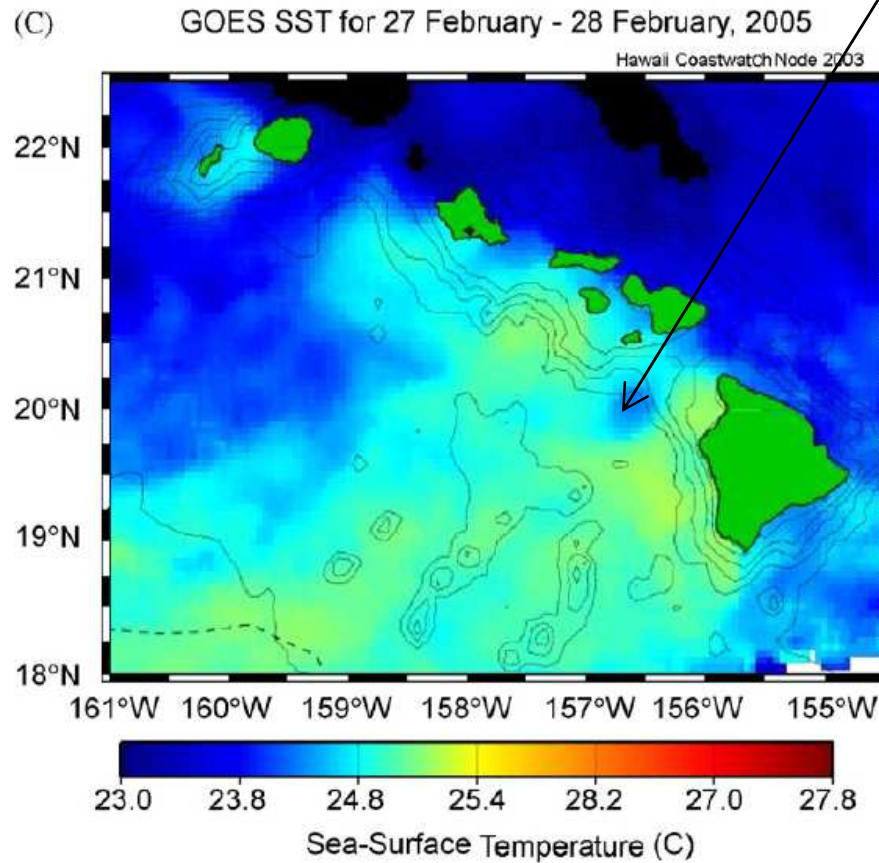 (C) GOES SST for 27 February - 28 February, 2005
Hawaii Coastwatch Node 2003
22°N
21°N
20°N
19°N
18°N
161°W 160°W 159°W 158°W 157°W 156°W 155°W
23.0 23.8 24.8 25.4 28.2 27.0 27.8
Sea-Surface Temperature (C)